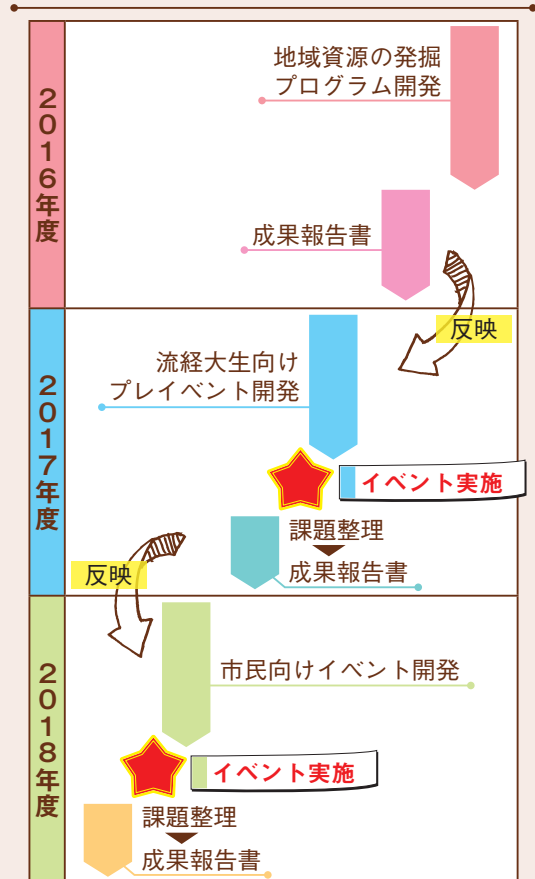 2016年度
地域資源の発掘
プログラム開発
成果報告書
反映
2017年度
流経大生向け
プレイベント開発
イベント実施
課題整理
成果報告書
反映
2018年度
市民向けイベント開発
イベント実施
課題整理
成果報告書